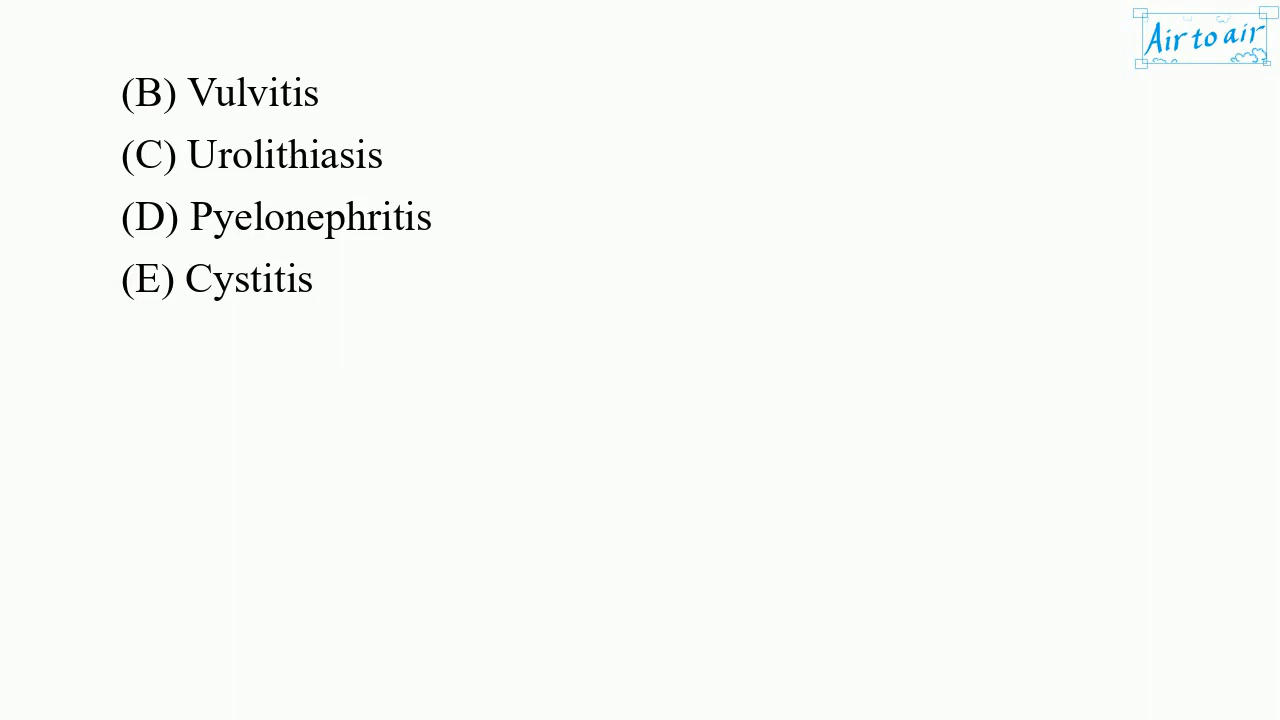 Air to air
(B) Vulvitis
(C) Urolithiasis
(D) Pyelonephritis
(E) Cystitis